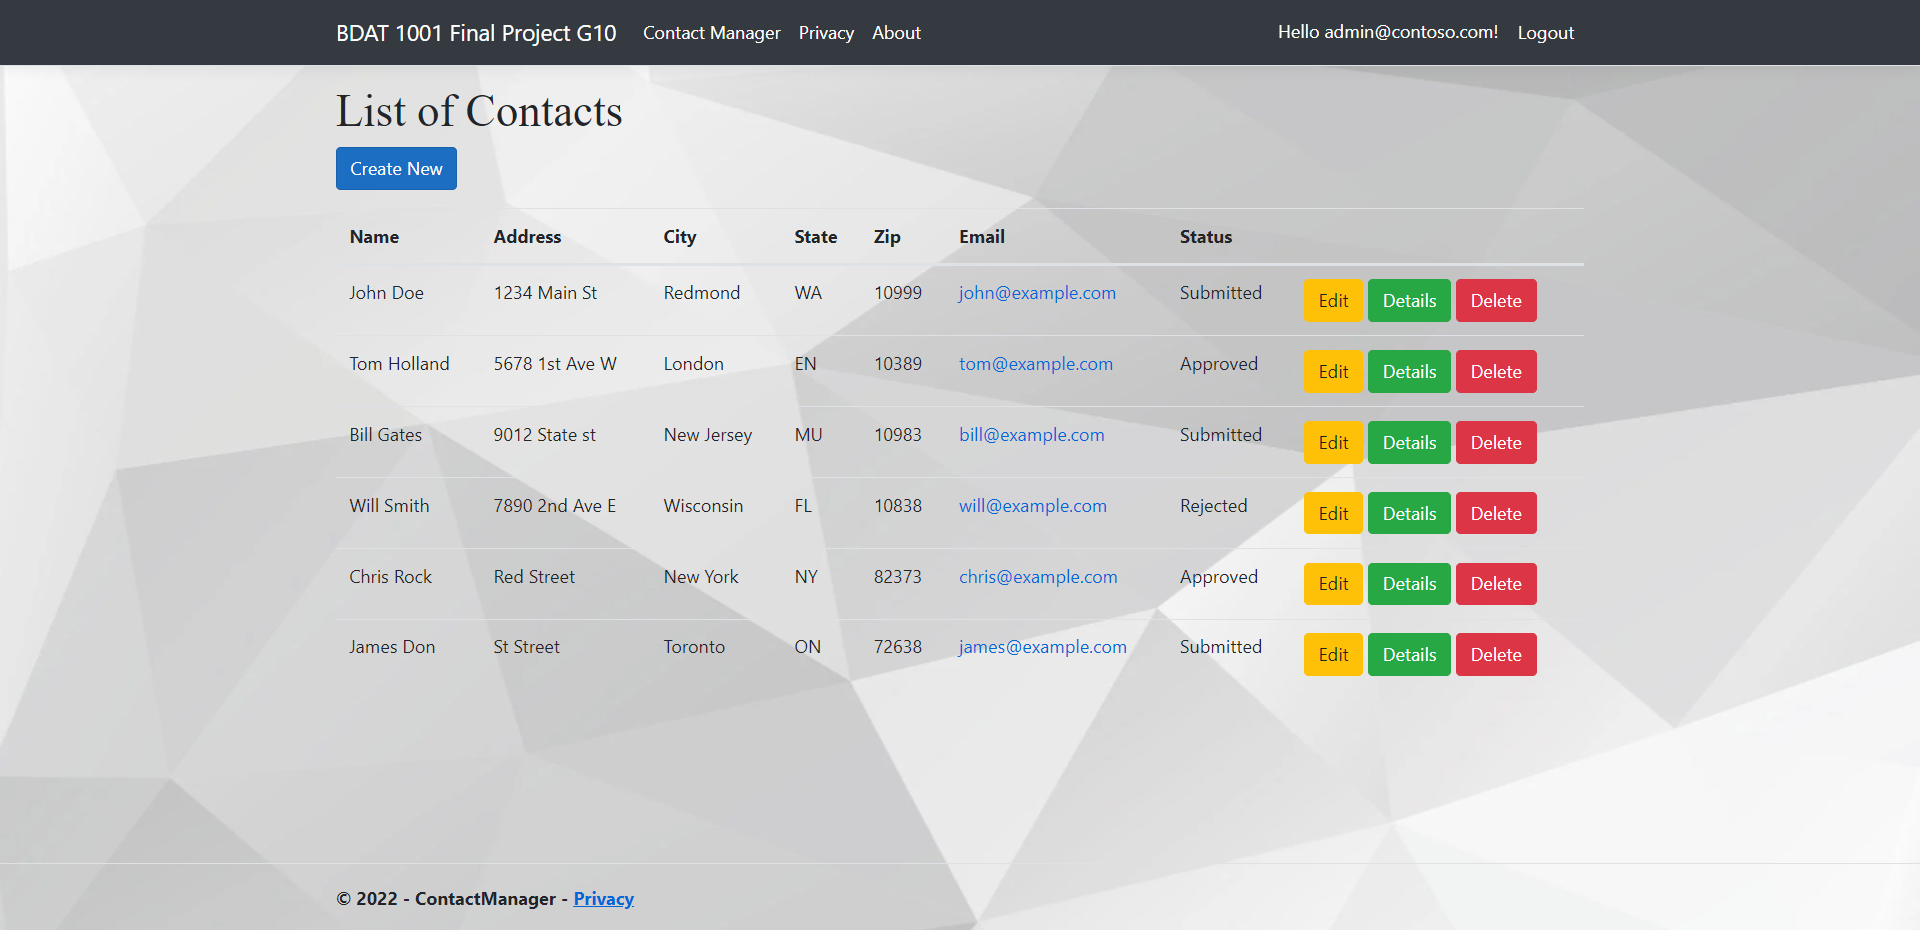 BDAT 1001 Final Project G10 Contact Manager Privacy About Hello admin@contoso.com! Logout
List of Contacts
Create New
Name Address City State Zip Email Status
John Doe 1234 Main St Redmond WA 10999 john@example.com Submitted Edit Details Delete
Tom Holland 5678 1st Ave W London EN 10389 tom@example.com Approved Edit Details Delete
Bill Gates 9012 State st New Jersey MU 10983 bill@example.com Submitted Edit Details Delete
Will Smith 7890 2nd Ave E Wisconsin FL 10838 will@example.com Rejected Edit Details Delete
Chris Rock Red Street New York NY 82373 chris@example.com Approved Edit Details Delete
James Don St Street Toronto ON 72638 james@example.com Submitted Edit Details Delete
© 2022 - ContactManager - Privacy